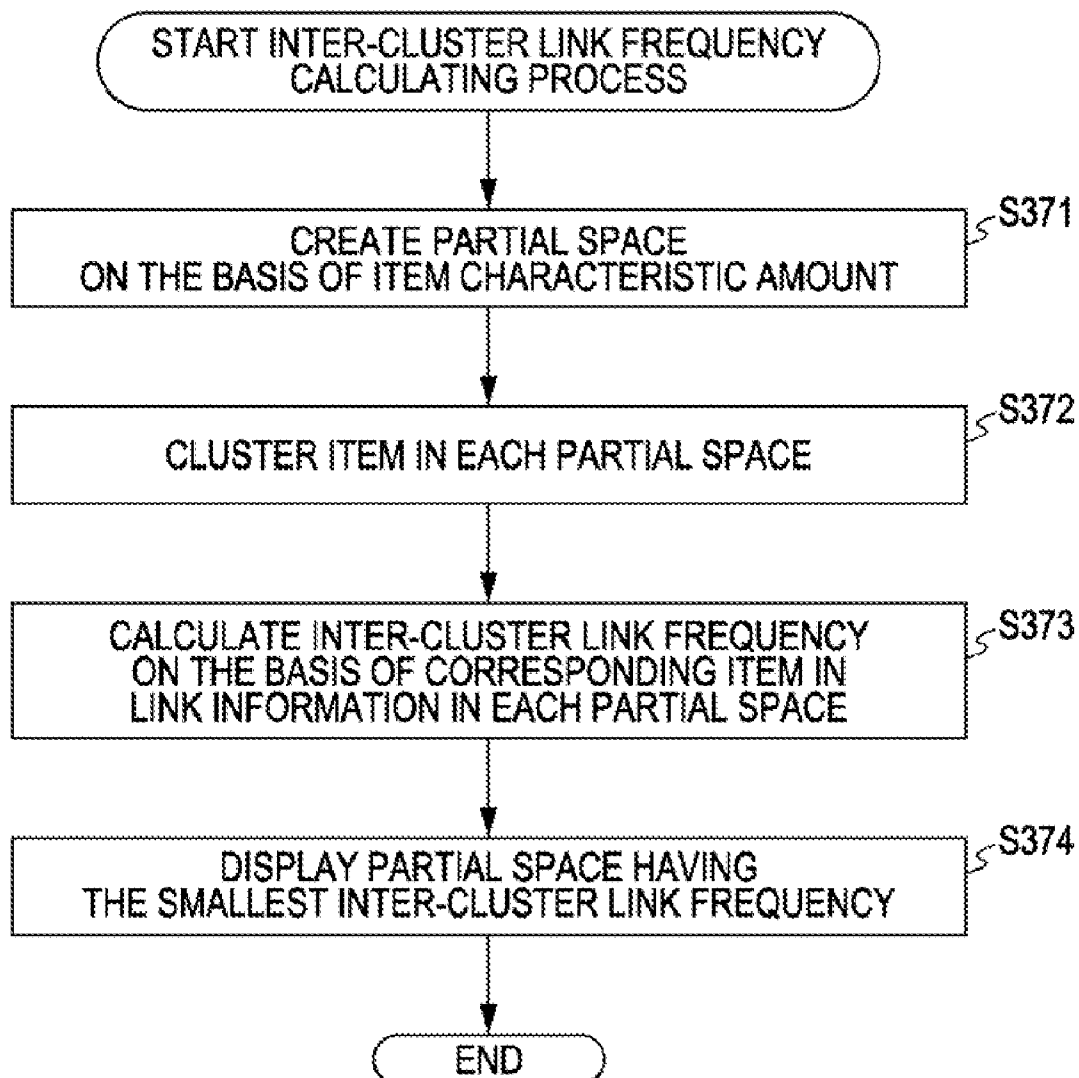 START INTER-CLUSTER LINK FREQUENCY
CALCULATING PROCESS
S371
CREATE PARTIAL SPACE
ON THE BASIS OF ITEM CHARACTERISTIC AMOUNT
S372
CLUSTER ITEM IN EACH PARTIAL SPACE
S373
CALCULATE INTER-CLUSTER LINK FREQUENCY
ON THE BASIS OF CORRESPONDING ITEM IN
LINK INFORMATION IN EACH PARTIAL SPACE
S374
DISPLAY PARTIAL SPACE HAVING
THE SMALLEST INTER-CLUSTER LINK FREQUENCY
END